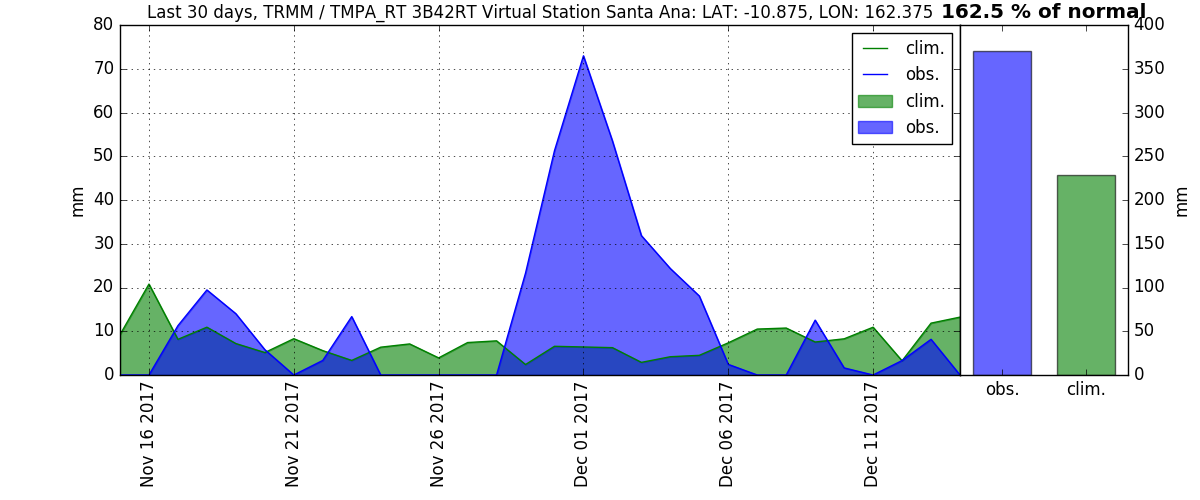 Last 30 days, TRMM / TMPA_RT 3B42RT Virtual Station Santa Ana: LAT: -10.875, LON: 162.375 162.5 % of normal
80
70
60
50
40
30
20
10
0
mm
clim.
obs.
clim.
obs.
Nov 16 2017
Nov 21 2017
Nov 26 2017
Dec 01 2017
Dec 06 2017
Dec 11 2017
400
350
300
250
200
150
100
50
0
mm
obs.
clim.